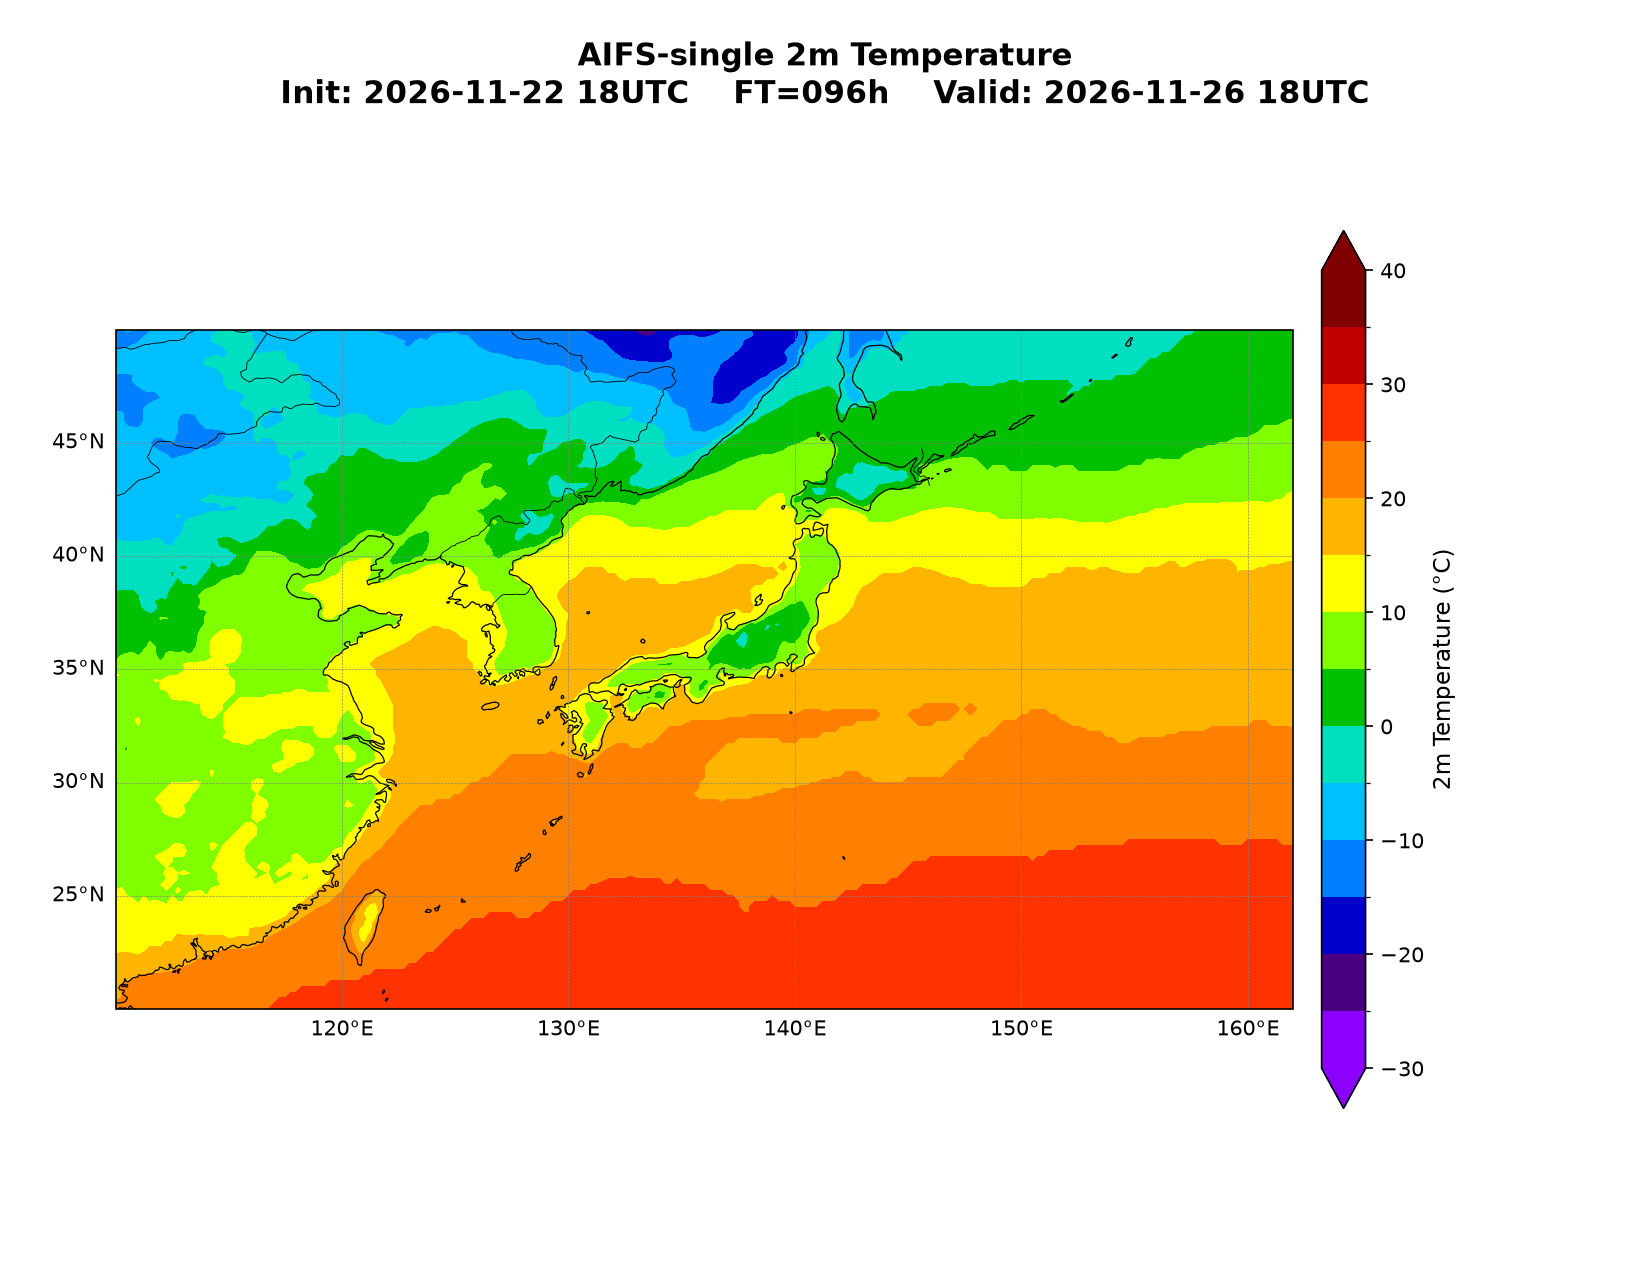 AIFS-single 2m Temperature
Init: 2026-11-22 18UTC    FT=096h    Valid: 2026-11-26 18UTC
45°N
40°N
35°N
30°N
25°N
120°E
130°E
140°E
150°E
160°E
40
30
20
10
0
−10
−20
−30
2m Temperature (°C)